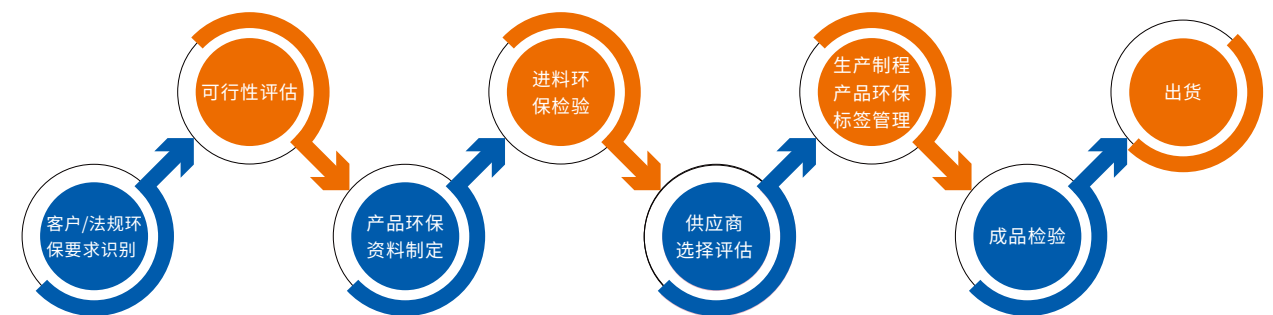 客户/法规环
保要求识别
可行性评估
产品环保
资料制定
进料环
保检验
供应商
选择评估
生产制程
产品环保
标签管理
成品检验
出货